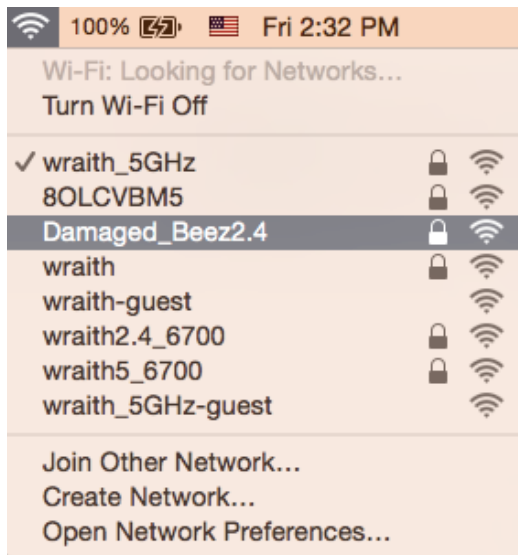 100% Fri 2:32 PM
Wi-Fi: Looking for Networks...
Turn Wi-Fi Off
wraith_5GHz
8OLCVBM5
Damaged_Beez2.4
wraith
wraith-guest
wraith2.4_6700
wraith5_6700
wraith_5GHz-guest
Join Other Network...
Create Network...
Open Network Preferences...